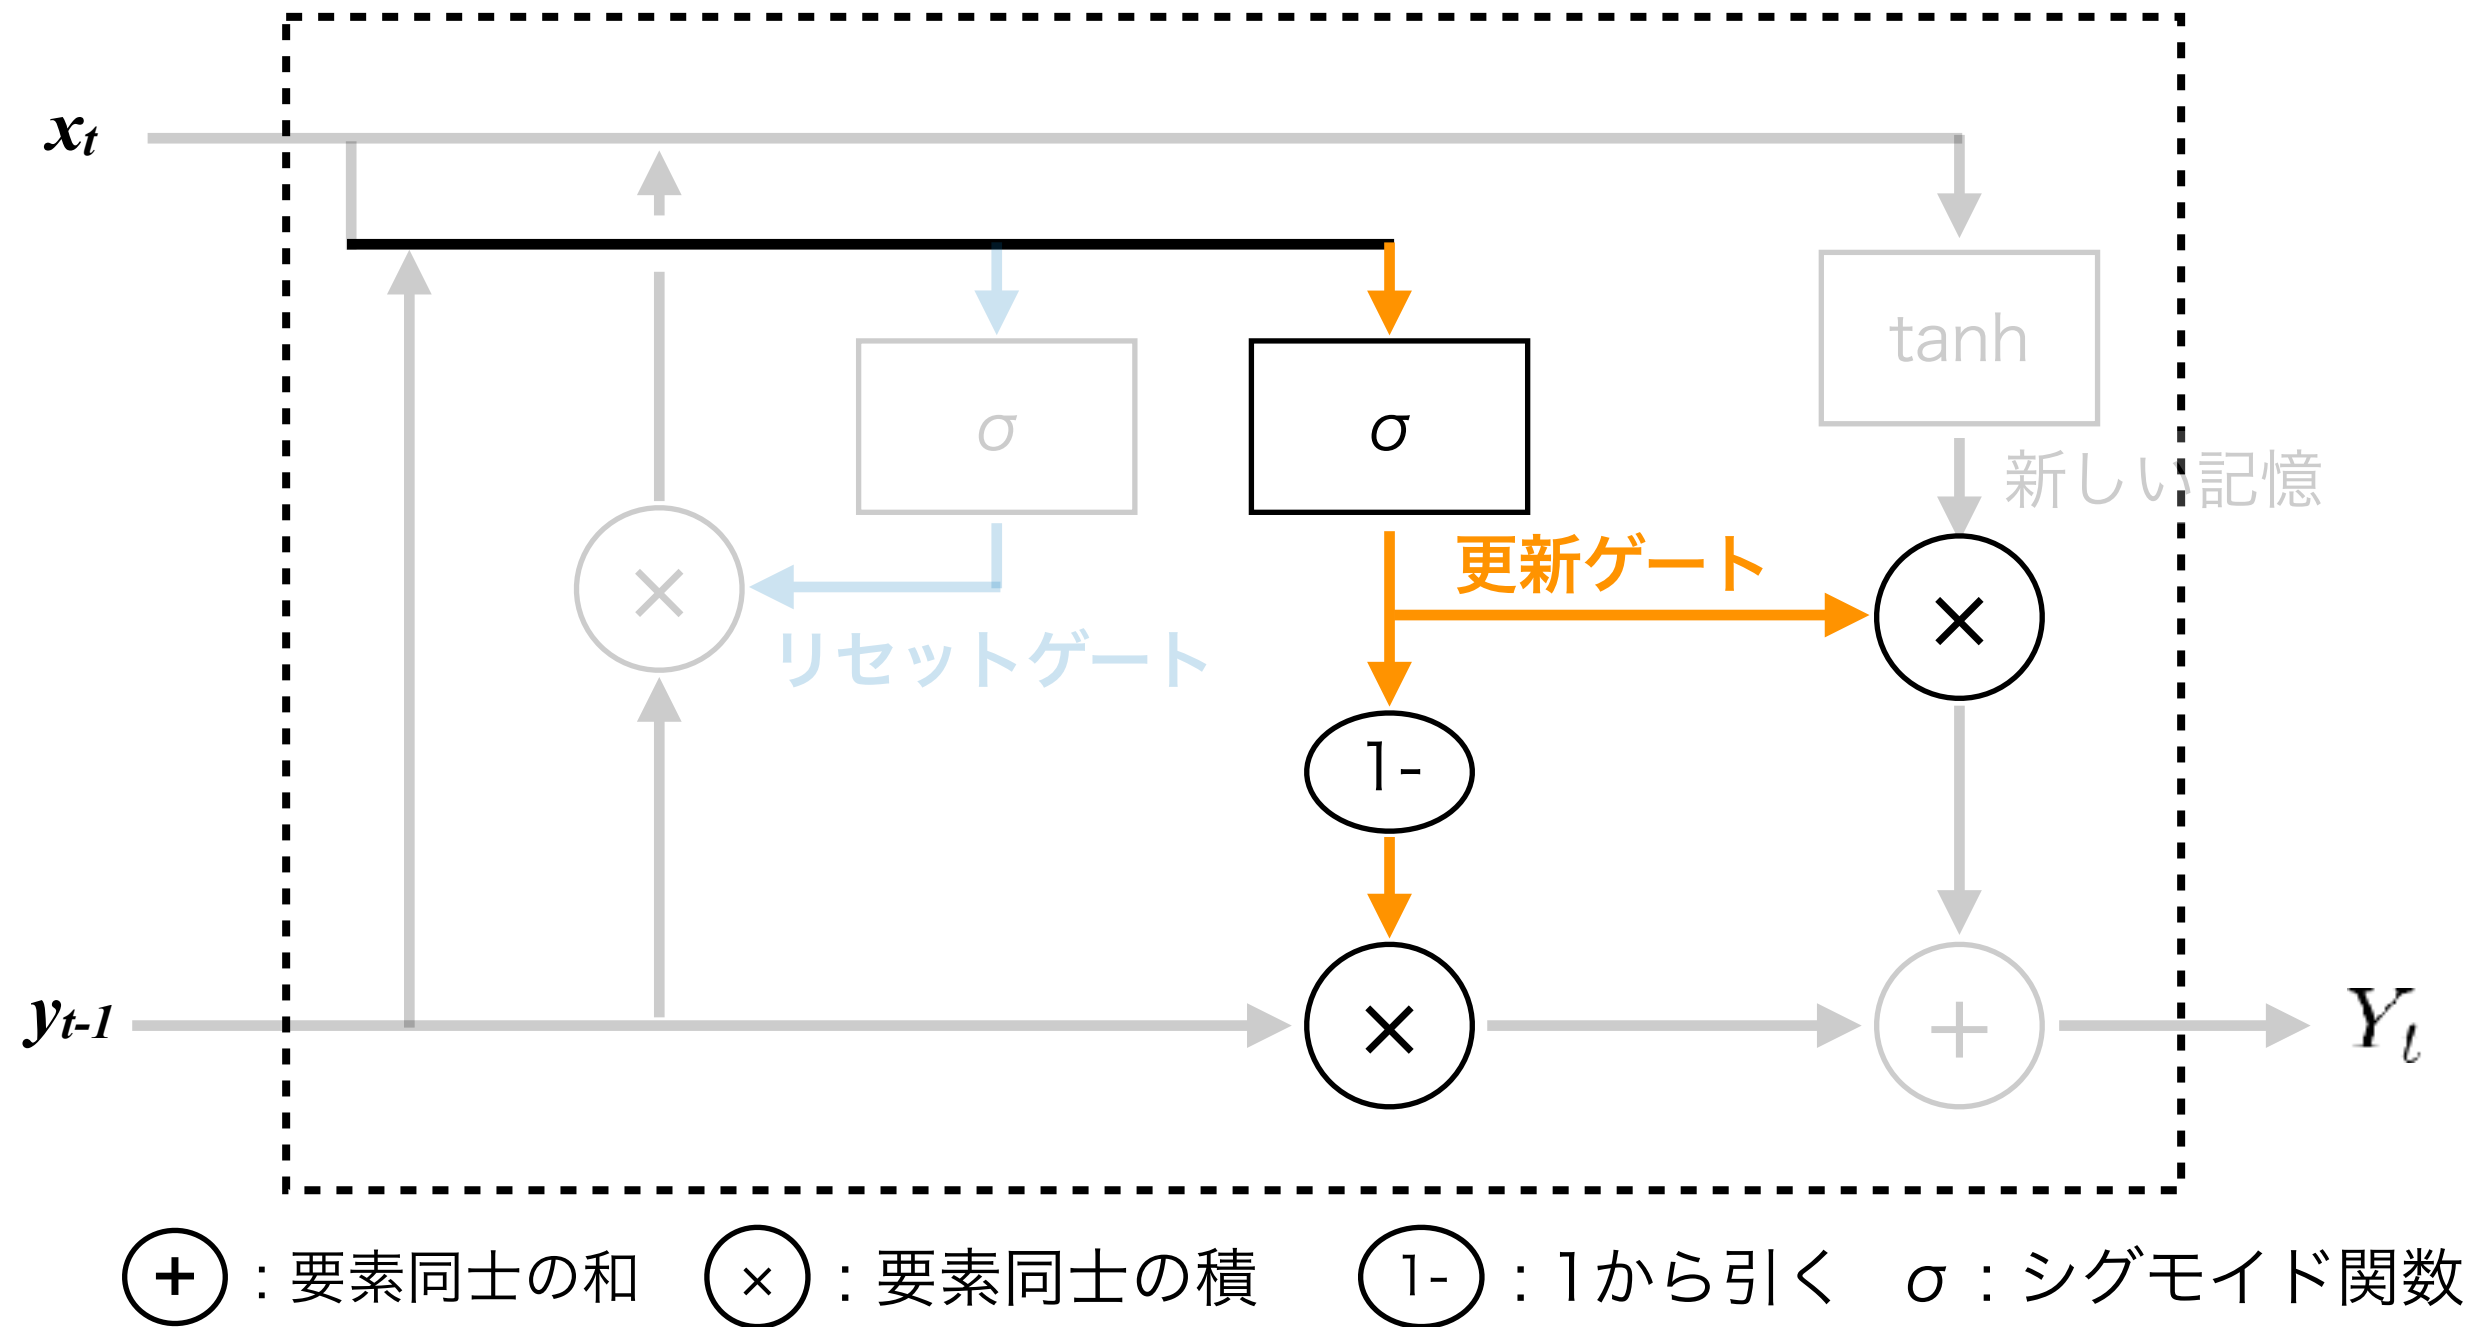 xt
tanh
σ
σ
新しい記憶
更新ゲート
×
×
リセットゲート
1-
yt-1
×
+
Yt
+ : 要素同士の和 × : 要素同士の積 1- : 1から引く σ : シグモイド関数